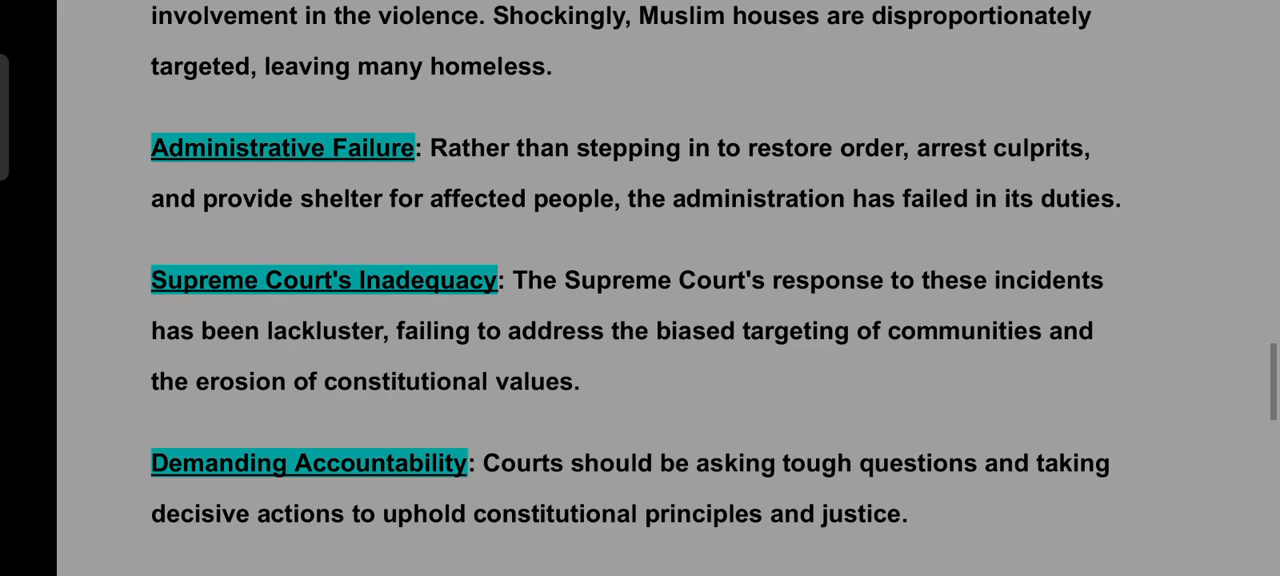 involvement in the violence. Shockingly, Muslim houses are disproportionately
targeted, leaving many homeless.
Administrative Failure: Rather than stepping in to restore order, arrest culprits,
and provide shelter for affected people, the administration has failed in its duties.
Supreme Court's Inadequacy: The Supreme Court's response to these incidents
has been lackluster, failing to address the biased targeting of communities and
the erosion of constitutional values.
Demanding Accountability: Courts should be asking tough questions and taking
decisive actions to uphold constitutional principles and justice.